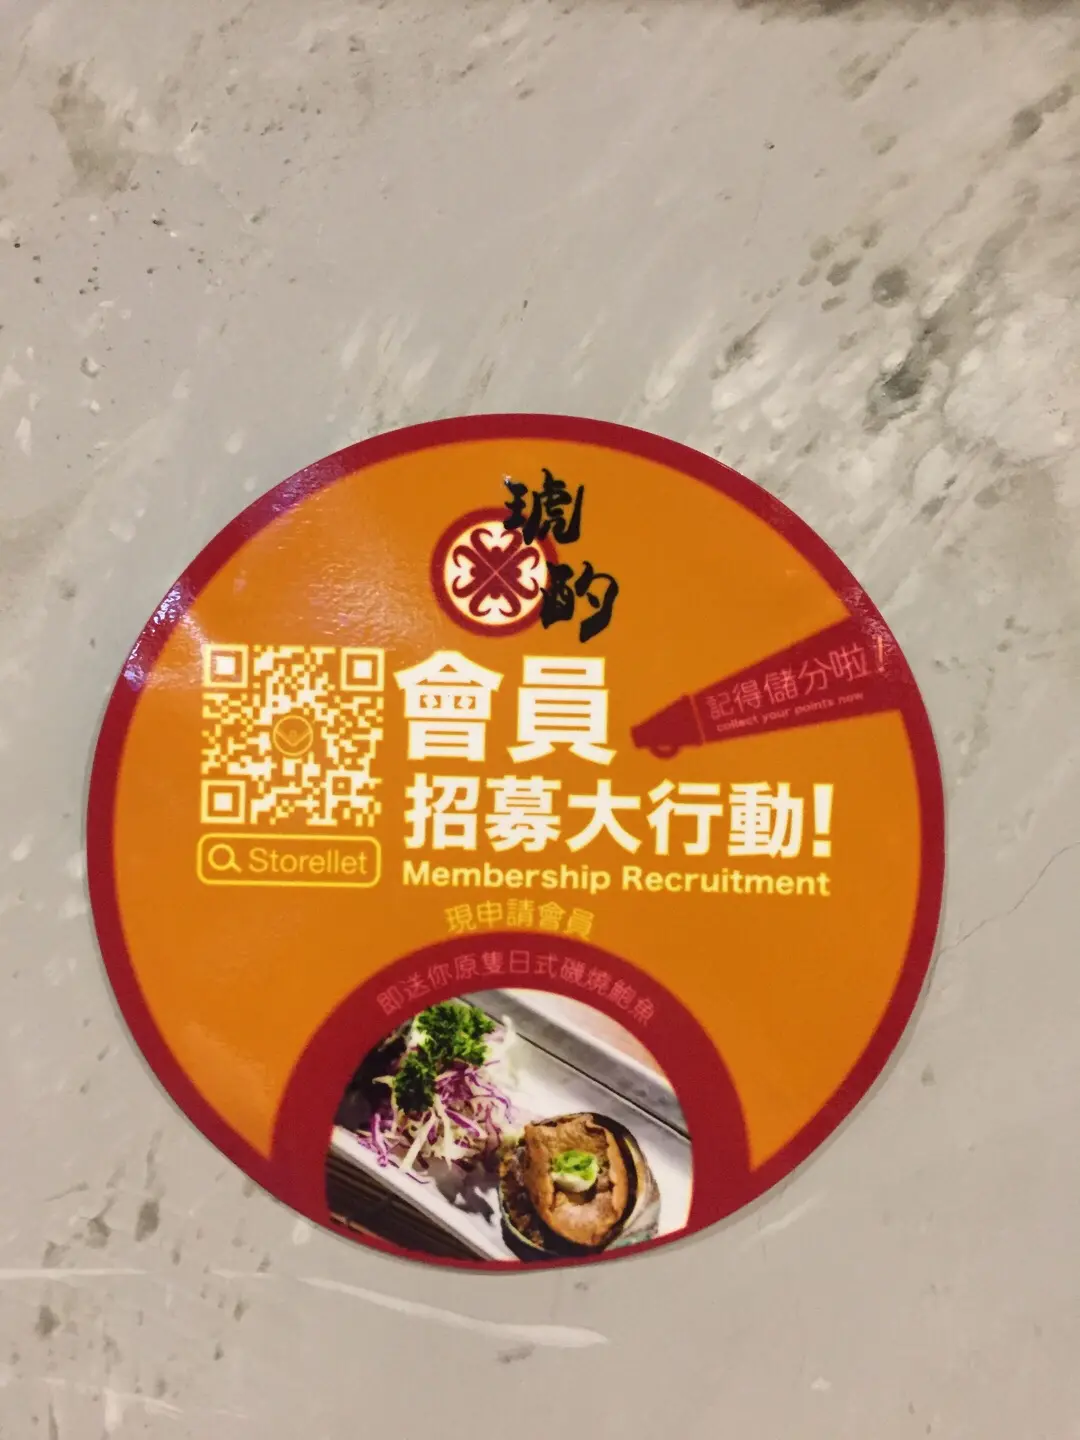 琥
酌
會員
記得儲分啦！
collect your points now
招募大行動!
Storellet
Membership Recruitment
現申請會員
即送你原隻日式磯燒鮑魚